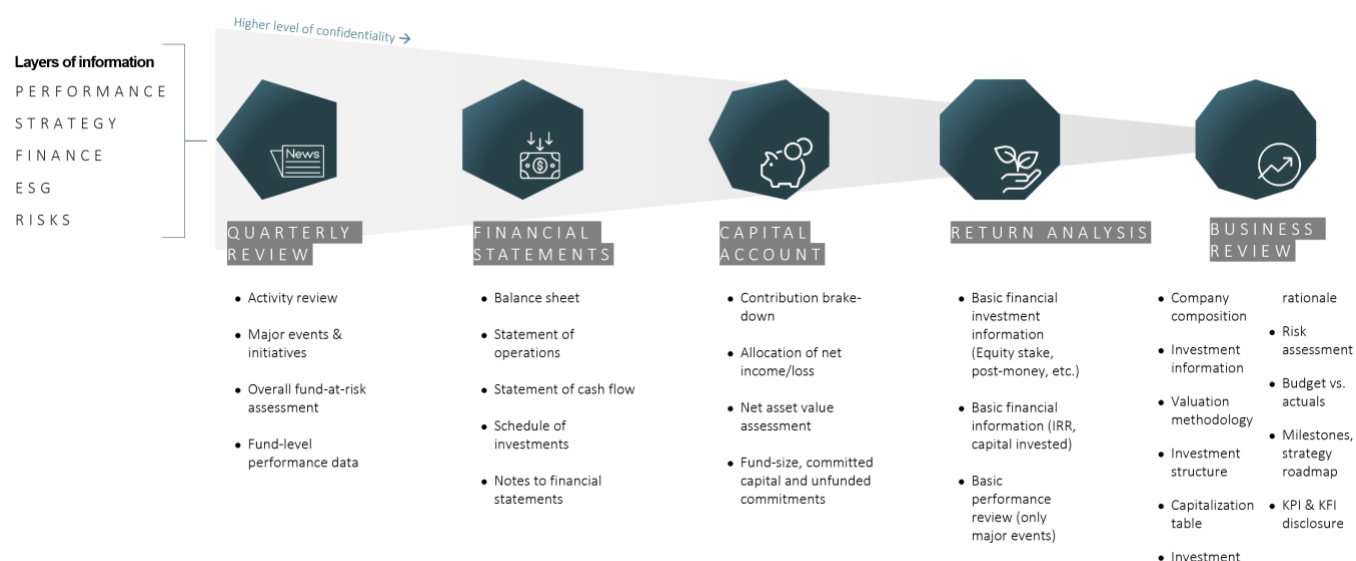 Higher level of confidentiality →
Layers of information
PERFORMANCE
STRATEGY
FINANCE
ESG
RISKS
News
$
QUARTERLY
REVIEW
• Activity review
• Major events &
initiatives
• Overall fund-at-risk
assessment
• Fund-level
performance data
FINANCIAL
STATEMENTS
• Balance sheet
• Statement of
operations
• Statement of cash flow
• Schedule of
investments
• Notes to financial
statements
CAPITAL
ACCOUNT
• Contribution brake-
down
• Allocation of net
income/loss
• Net asset value
assessment
• Fund-size, committed
capital and unfunded
commitments
RETURN ANALYSIS
• Basic financial
investment
information
(Equity stake,
post-money, etc.)
• Basic financial
information (IRR,
capital invested)
• Basic
performance
review (only
major events)
BUSINESS
REVIEW
• Company
composition
• Investment
information
• Valuation
methodology
• Investment
structure
• Capitalization
table
• Investment
rationale
• Risk
assessment
• Budget vs.
actuals
• Milestones,
strategy
roadmap
• KPI & KFI
disclosure